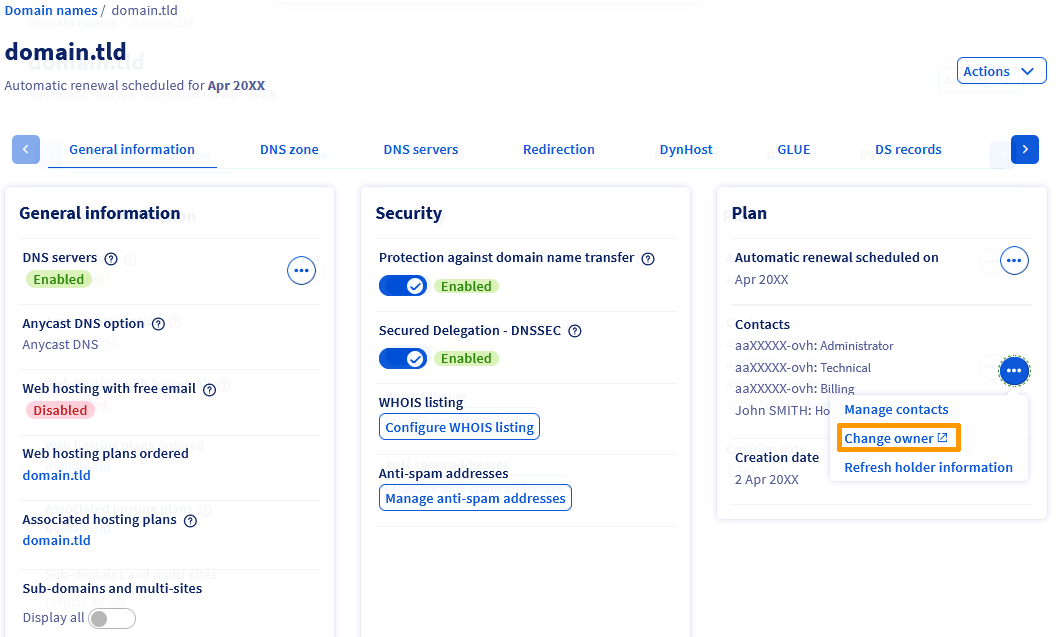 Domain names / domain.tld
domain.tld
Automatic renewal scheduled for Apr 20XX
Actions
General information
DNS zone
DNS servers
Redirection
DynHost
GLUE
DS records
General information
DNS servers
Enabled
Anycast DNS option
Anycast DNS
Web hosting with free email
Disabled
Web hosting plans ordered
domain.tld
Associated hosting plans
domain.tld
Sub-domains and multi-sites
Display all
Security
Protection against domain name transfer
Enabled
Secured Delegation - DNSSEC
Enabled
WHOIS listing
Configure WHOIS listing
Anti-spam addresses
Manage anti-spam addresses
Plan
Automatic renewal scheduled on
Apr 20XX
Contacts
aaXXXXX-ovh: Administrator
aaXXXXX-ovh: Technical
aaXXXXX-ovh: Billing
John SMITH: Ho
Manage contacts
Change owner
Refresh holder information
Creation date
2 Apr 20XX